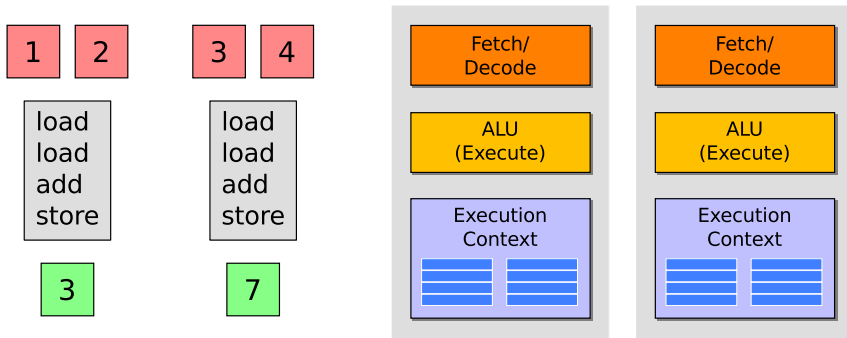 1 2 3 4
load
load
add
store
load
load
add
store
3
7
Fetch/
Decode
ALU
(Execute)
Execution
Context
Fetch/
Decode
ALU
(Execute)
Execution
Context